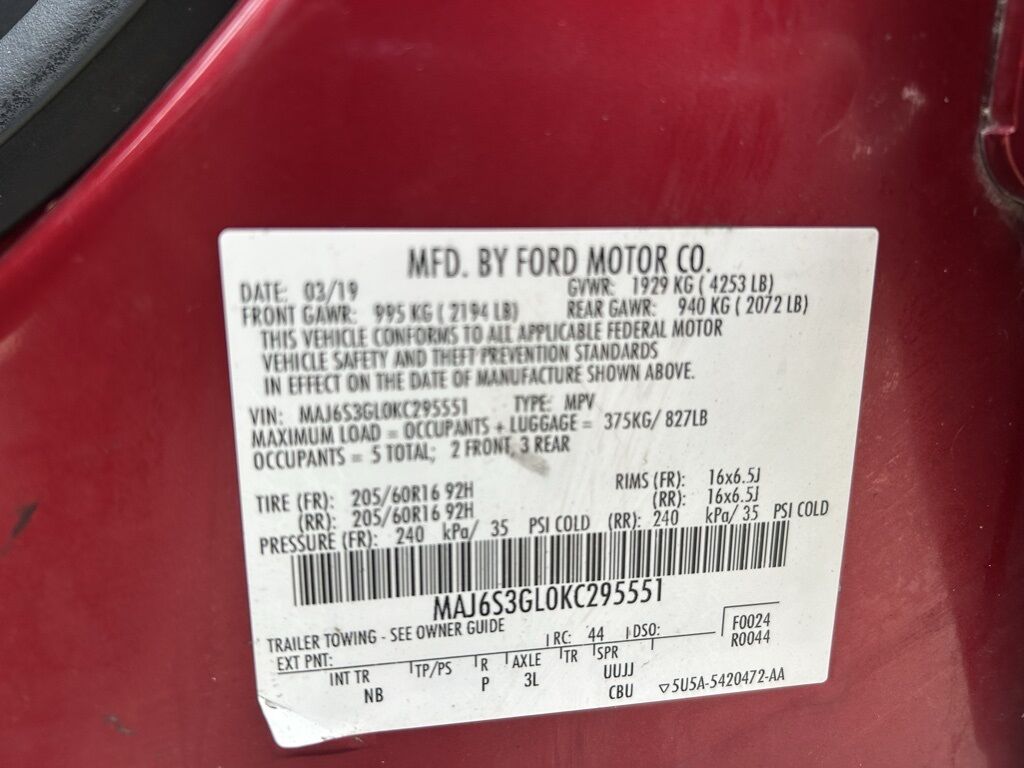 MFD. BY FORD MOTOR CO.
DATE: 03/19 GVWR: 1929 KG ( 4253 LB)
FRONT GAWR: 995 KG ( 2194 LB) REAR GAWR: 940 KG ( 2072 LB)
THIS VEHICLE CONFORMS TO ALL APPLICABLE FEDERAL MOTOR
VEHICLE SAFETY AND THEFT PREVENTION STANDARDS
IN EFFECT ON THE DATE OF MANUFACTURE SHOWN ABOVE.
VIN: MAJ6S3GL0KC295551 TYPE: MPV
MAXIMUM LOAD = OCCUPANTS + LUGGAGE = 375KG/ 827LB
OCCUPANTS = 5 TOTAL; 2 FRONT, 3 REAR
TIRE (FR): 205/60R16 92H RIMS (FR): 16x6.5J
(RR): 205/60R16 92H (RR): 16x6.5J
PRESSURE (FR): 240 kPa/ 35 PSI COLD (RR): 240 kPa/ 35 PSI COLD
MAJ6S3GL0KC295551
TRAILER TOWING - SEE OWNER GUIDE
EXT PNT: RC: 44 DSO: F0024
R0044
INT TR TP/PS R AXLE TR SPR
NB P 3L UUJJ
CBU ▽5U5A-5420472-AA